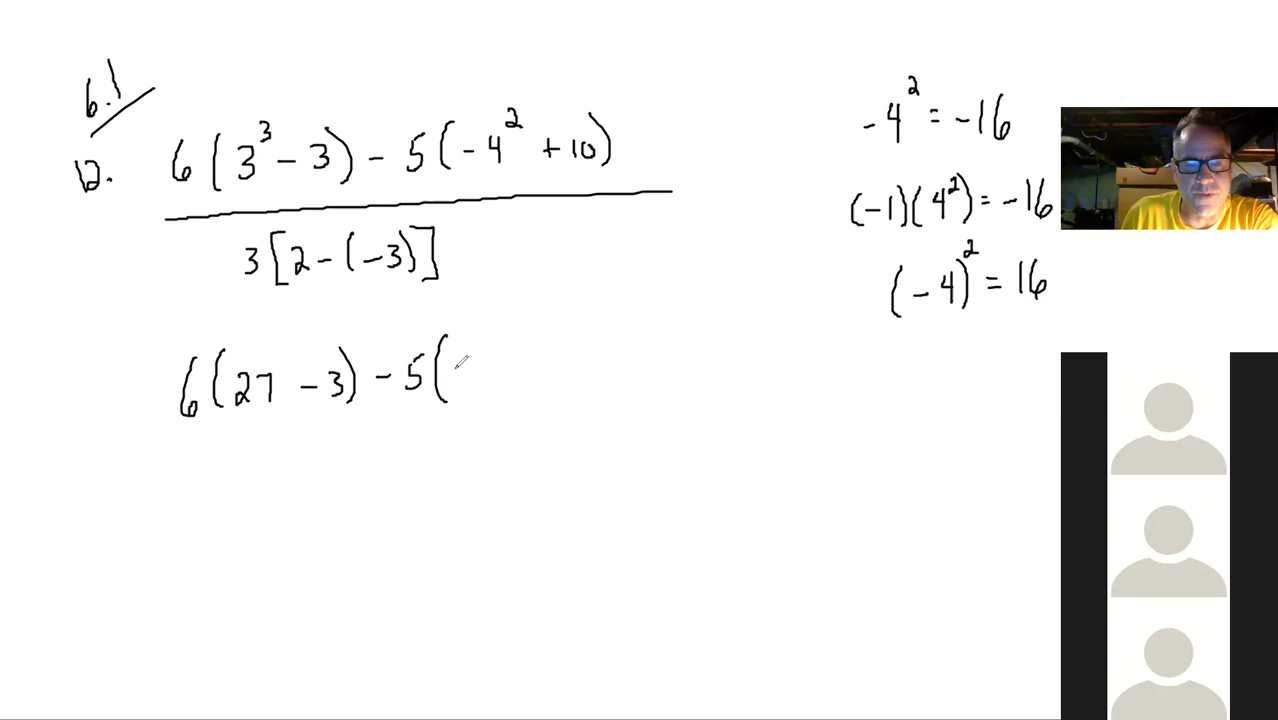 6.1
12. 6(3³ - 3) - 5(-4² + 10)
3[2 - (-3)]
6(27 - 3) - 5(
-4² = -16
(-1)(4²) = -16
(-4)² = 16